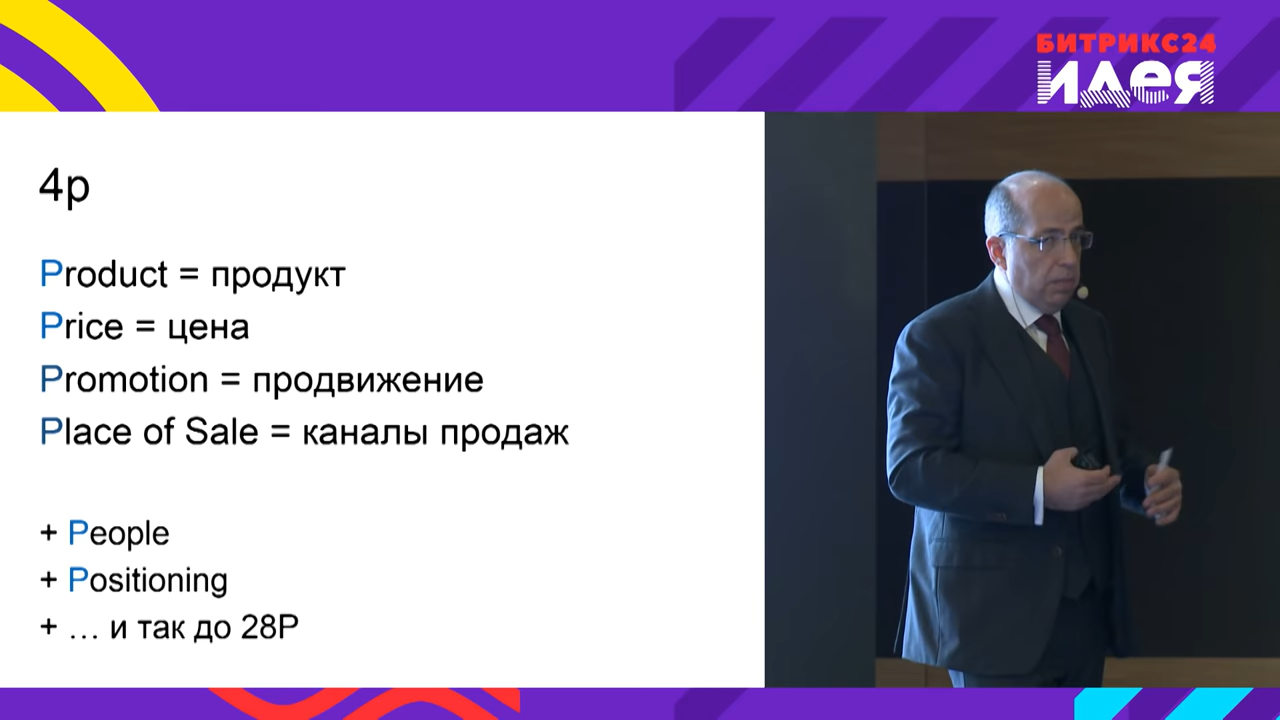 БИТРИКС24
идея
4p
Product = продукт
Price = цена
Promotion = продвижение
Place of Sale = каналы продаж
+ People
+ Positioning
+ … и так до 28P